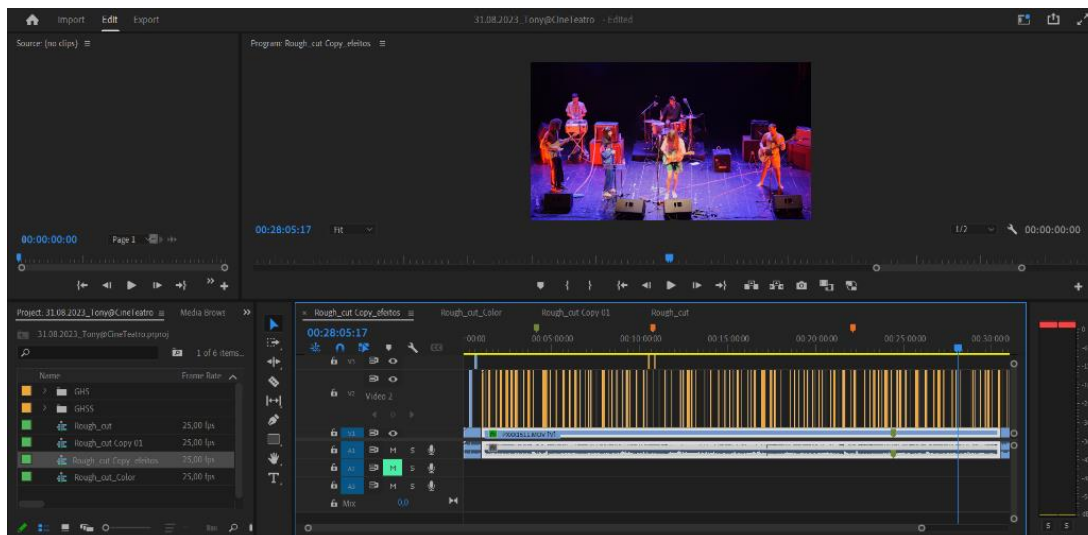 Import Edit Export
31.08.2023_Tony@CineTeatro - Edited
Source: (no clips)
Program: Rough_cut Copy_efeitos
00:00:00:00 Page 1
00:28:05:17 Fit
1/2 00:00:00:00
Project: 31.08.2023_Tony@CineTeatro
Media Brows
31.08.2023_Tony@CineTeatro.prproj
1 of 6 items...
Name Frame Rate
GHS
GHSS
Rough_cut 25,00 fps
Rough_cut Copy 01 25,00 fps
Rough_cut Copy_efeitos 25,00 fps
Rough_cut_Color 25,00 fps
Rough_cut Copy_efeitos Rough_cut_Color Rough_cut Copy 01 Rough_cut
00:28:05:17
:00:00 00:05:00:00 00:10:00:00 00:15:00:00 00:20:00:00 00:25:00:00 00:30:00:0
V3
V2 Video 2
V1
A1 M S
A2 M S
A3 M S
Mix 0,0
S S